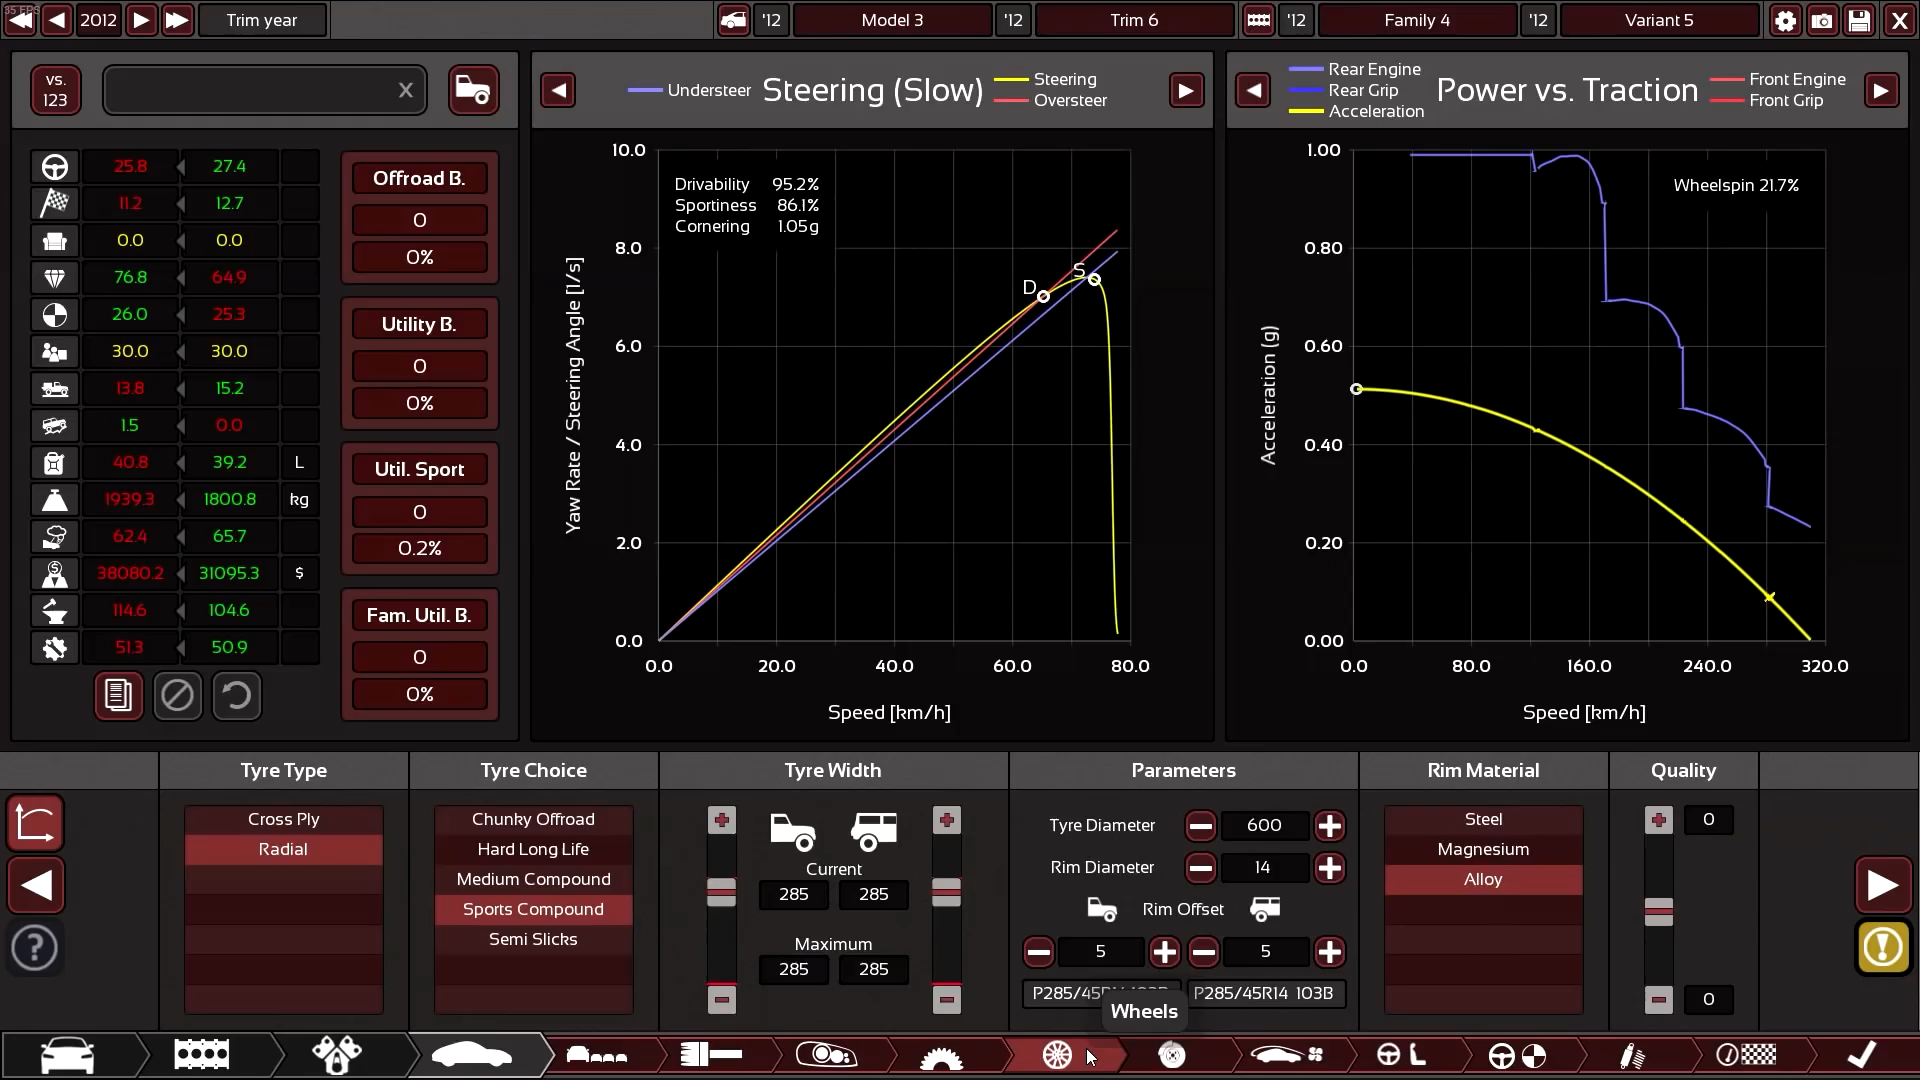 35 FPS
2012
Trim year
'12
Model 3
'12
Trim 6
'12
Family 4
'12
Variant 5
X
vs.
123
x
25.8 27.4
11.2 12.7
0.0 0.0
76.8 64.9
26.0 25.3
30.0 30.0
13.8 15.2
1.5 0.0
40.8 39.2 L
1939.3 1800.8 kg
62.4 65.7
38080.2 31095.3 $
114.6 104.6
51.3 50.9
Offroad B.
0
0%
Utility B.
0
0%
Util. Sport
0
0.2%
Fam. Util. B.
0
0%
Understeer
Steering (Slow)
Steering
Oversteer
Drivability 95.2%
Sportiness 86.1%
Cornering 1.05g
D
S
10.0
8.0
6.0
4.0
2.0
0.0
Yaw Rate / Steering Angle [1/s]
0.0 20.0 40.0 60.0 80.0
Speed [km/h]
Rear Engine
Rear Grip
Acceleration
Power vs. Traction
Front Engine
Front Grip
Wheelspin 21.7%
1.00
0.80
0.60
0.40
0.20
0.00
Acceleration (g)
0.0 80.0 160.0 240.0 320.0
Speed [km/h]
Tyre Type
Cross Ply
Radial
Tyre Choice
Chunky Offroad
Hard Long Life
Medium Compound
Sports Compound
Semi Slicks
Tyre Width
Current
285 285
Maximum
285 285
Parameters
Tyre Diameter 600
Rim Diameter 14
Rim Offset
5 5
P285/45R14 103B
Wheels
Rim Material
Steel
Magnesium
Alloy
Quality
0
0
?